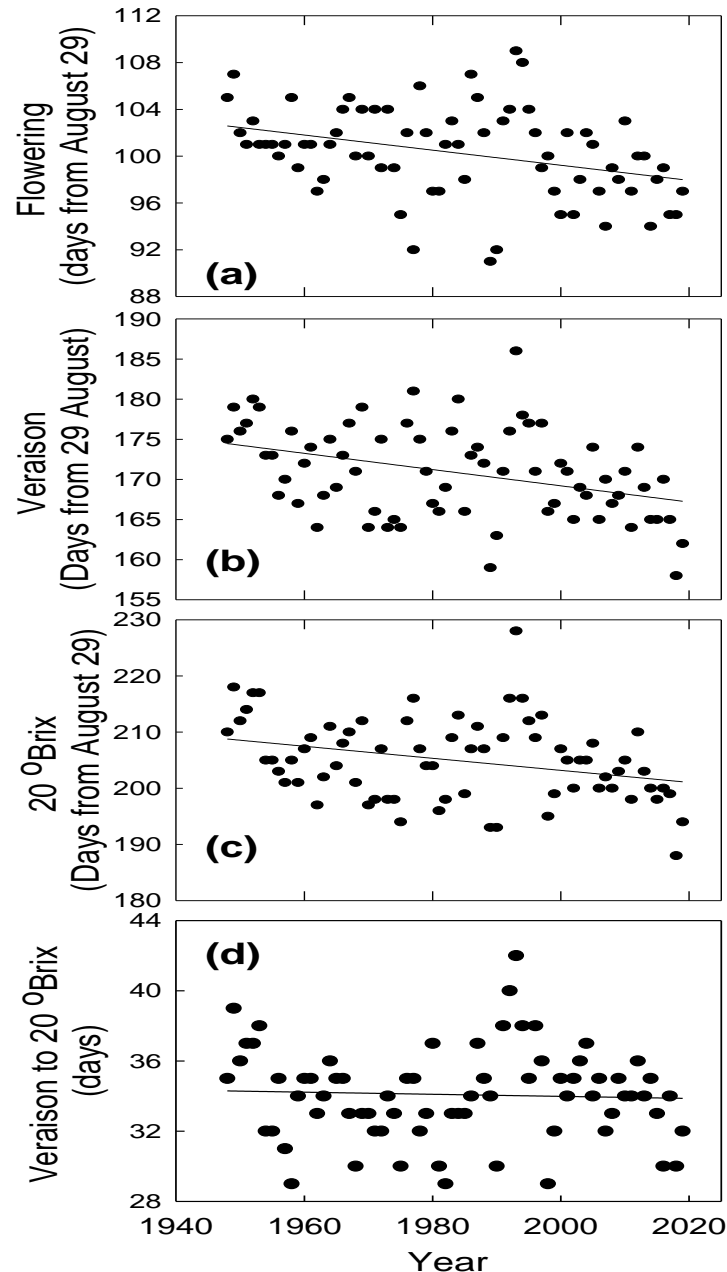 112
108
104
100
96
92
88
Flowering
(days from August 29)
(a)
190
185
180
175
170
165
160
155
Veraison
(Days from 29 August)
(b)
230
220
210
200
190
180
20 ºBrix
(Days from August 29)
(c)
44
40
36
32
28
Veraison to 20 ºBrix
(days)
(d)
1940 1960 1980 2000 2020
Year